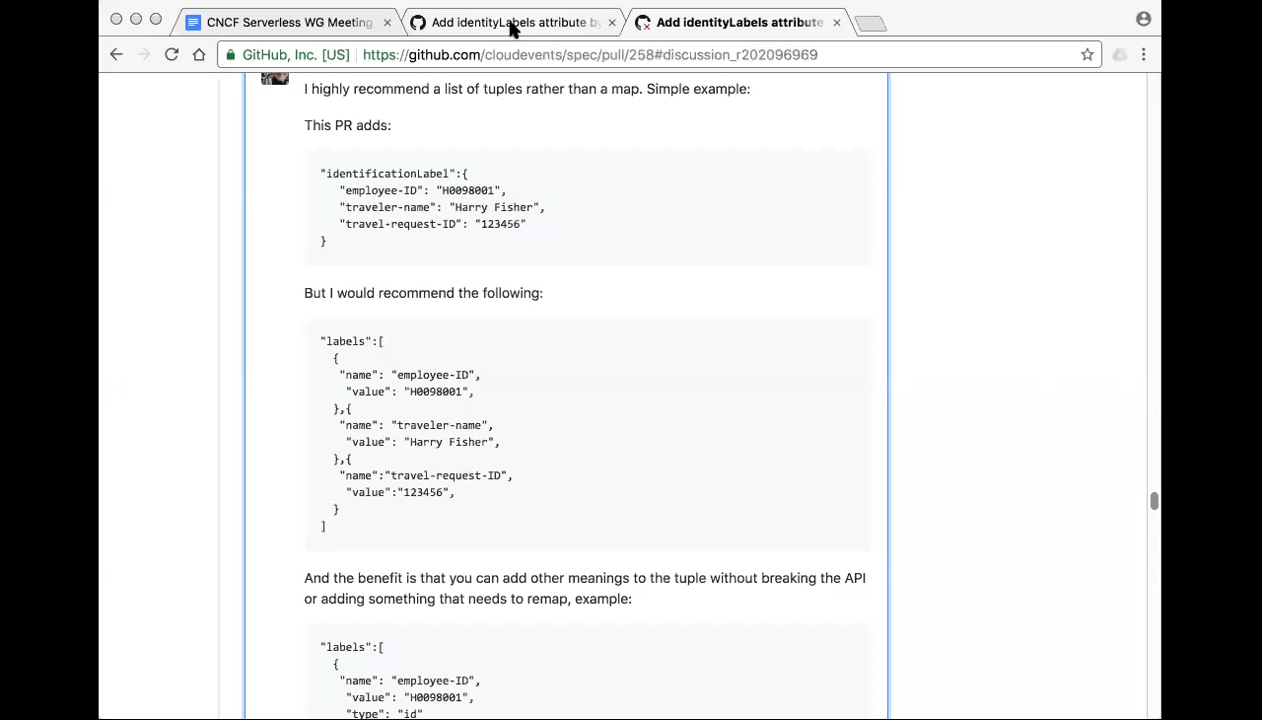 CNCF Serverless WG Meeting
Add identityLabels attribute by
Add identityLabels attribute
GitHub, Inc. [US]
https://github.com/cloudevents/spec/pull/258#discussion_r202096969
I highly recommend a list of tuples rather than a map. Simple example:
This PR adds:
"identificationLabel":{
"employee-ID": "H0098001",
"traveler-name": "Harry Fisher",
"travel-request-ID": "123456"
}
But I would recommend the following:
"labels":[
{
"name": "employee-ID",
"value": "H0098001",
},{
"name": "traveler-name",
"value": "Harry Fisher",
},{
"name":"travel-request-ID",
"value":"123456",
}
]
And the benefit is that you can add other meanings to the tuple without breaking the API
or adding something that needs to remap, example:
"labels":[
{
"name": "employee-ID",
"value": "H0098001",
"type": "id"